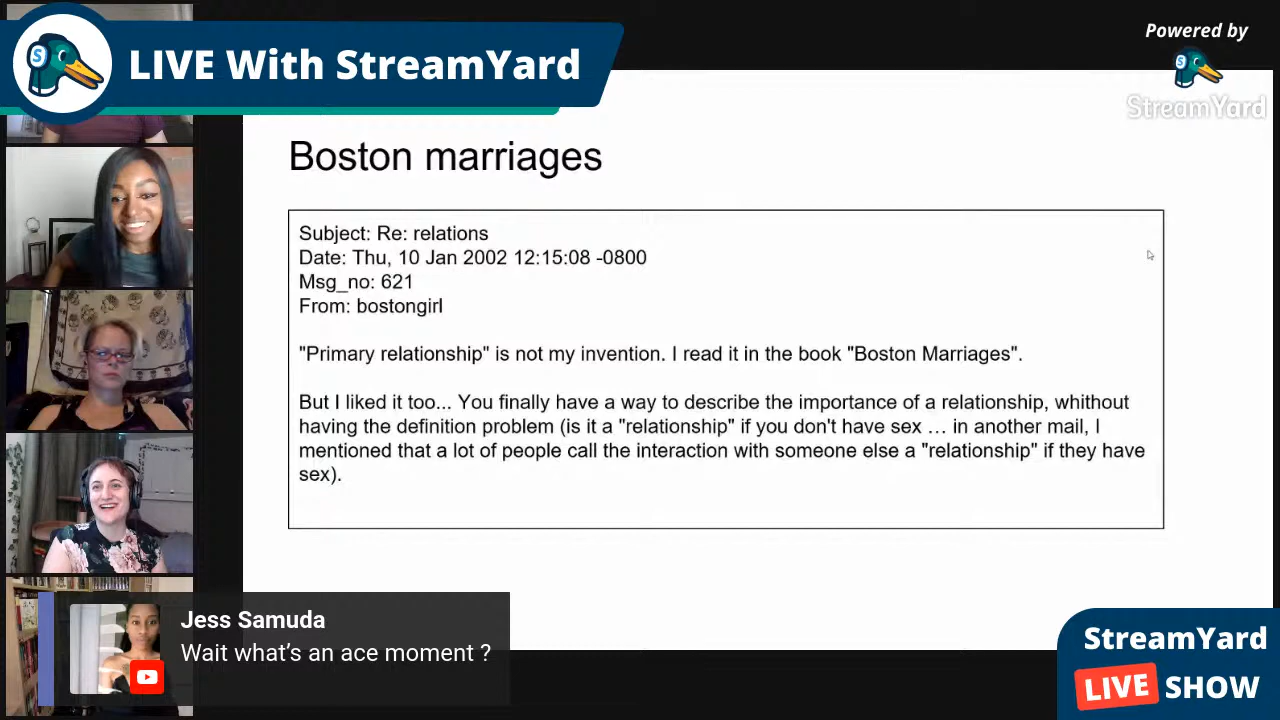 LIVE With StreamYard
Powered by
StreamYard
Boston marriages
Subject: Re: relations
Date: Thu, 10 Jan 2002 12:15:08 -0800
Msg_no: 621
From: bostongirl
"Primary relationship" is not my invention. I read it in the book "Boston Marriages".
But I liked it too... You finally have a way to describe the importance of a relationship, whithout
having the definition problem (is it a "relationship" if you don't have sex … in another mail, I
mentioned that a lot of people call the interaction with someone else a "relationship" if they have
sex).
Jess Samuda
Wait what's an ace moment ?
StreamYard
LIVE SHOW